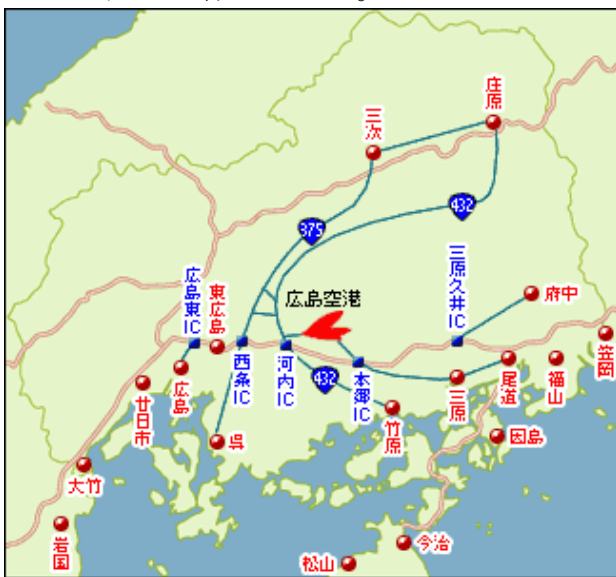 庄原
三次
432
375
広島空港
三原久井IC
府中
広島東IC
東広島
西条IC
河内IC
本郷IC
432
笠岡
福山
尾道
三原
竹原
因島
広島
廿日市
呉
大竹
岩国
松山
今治